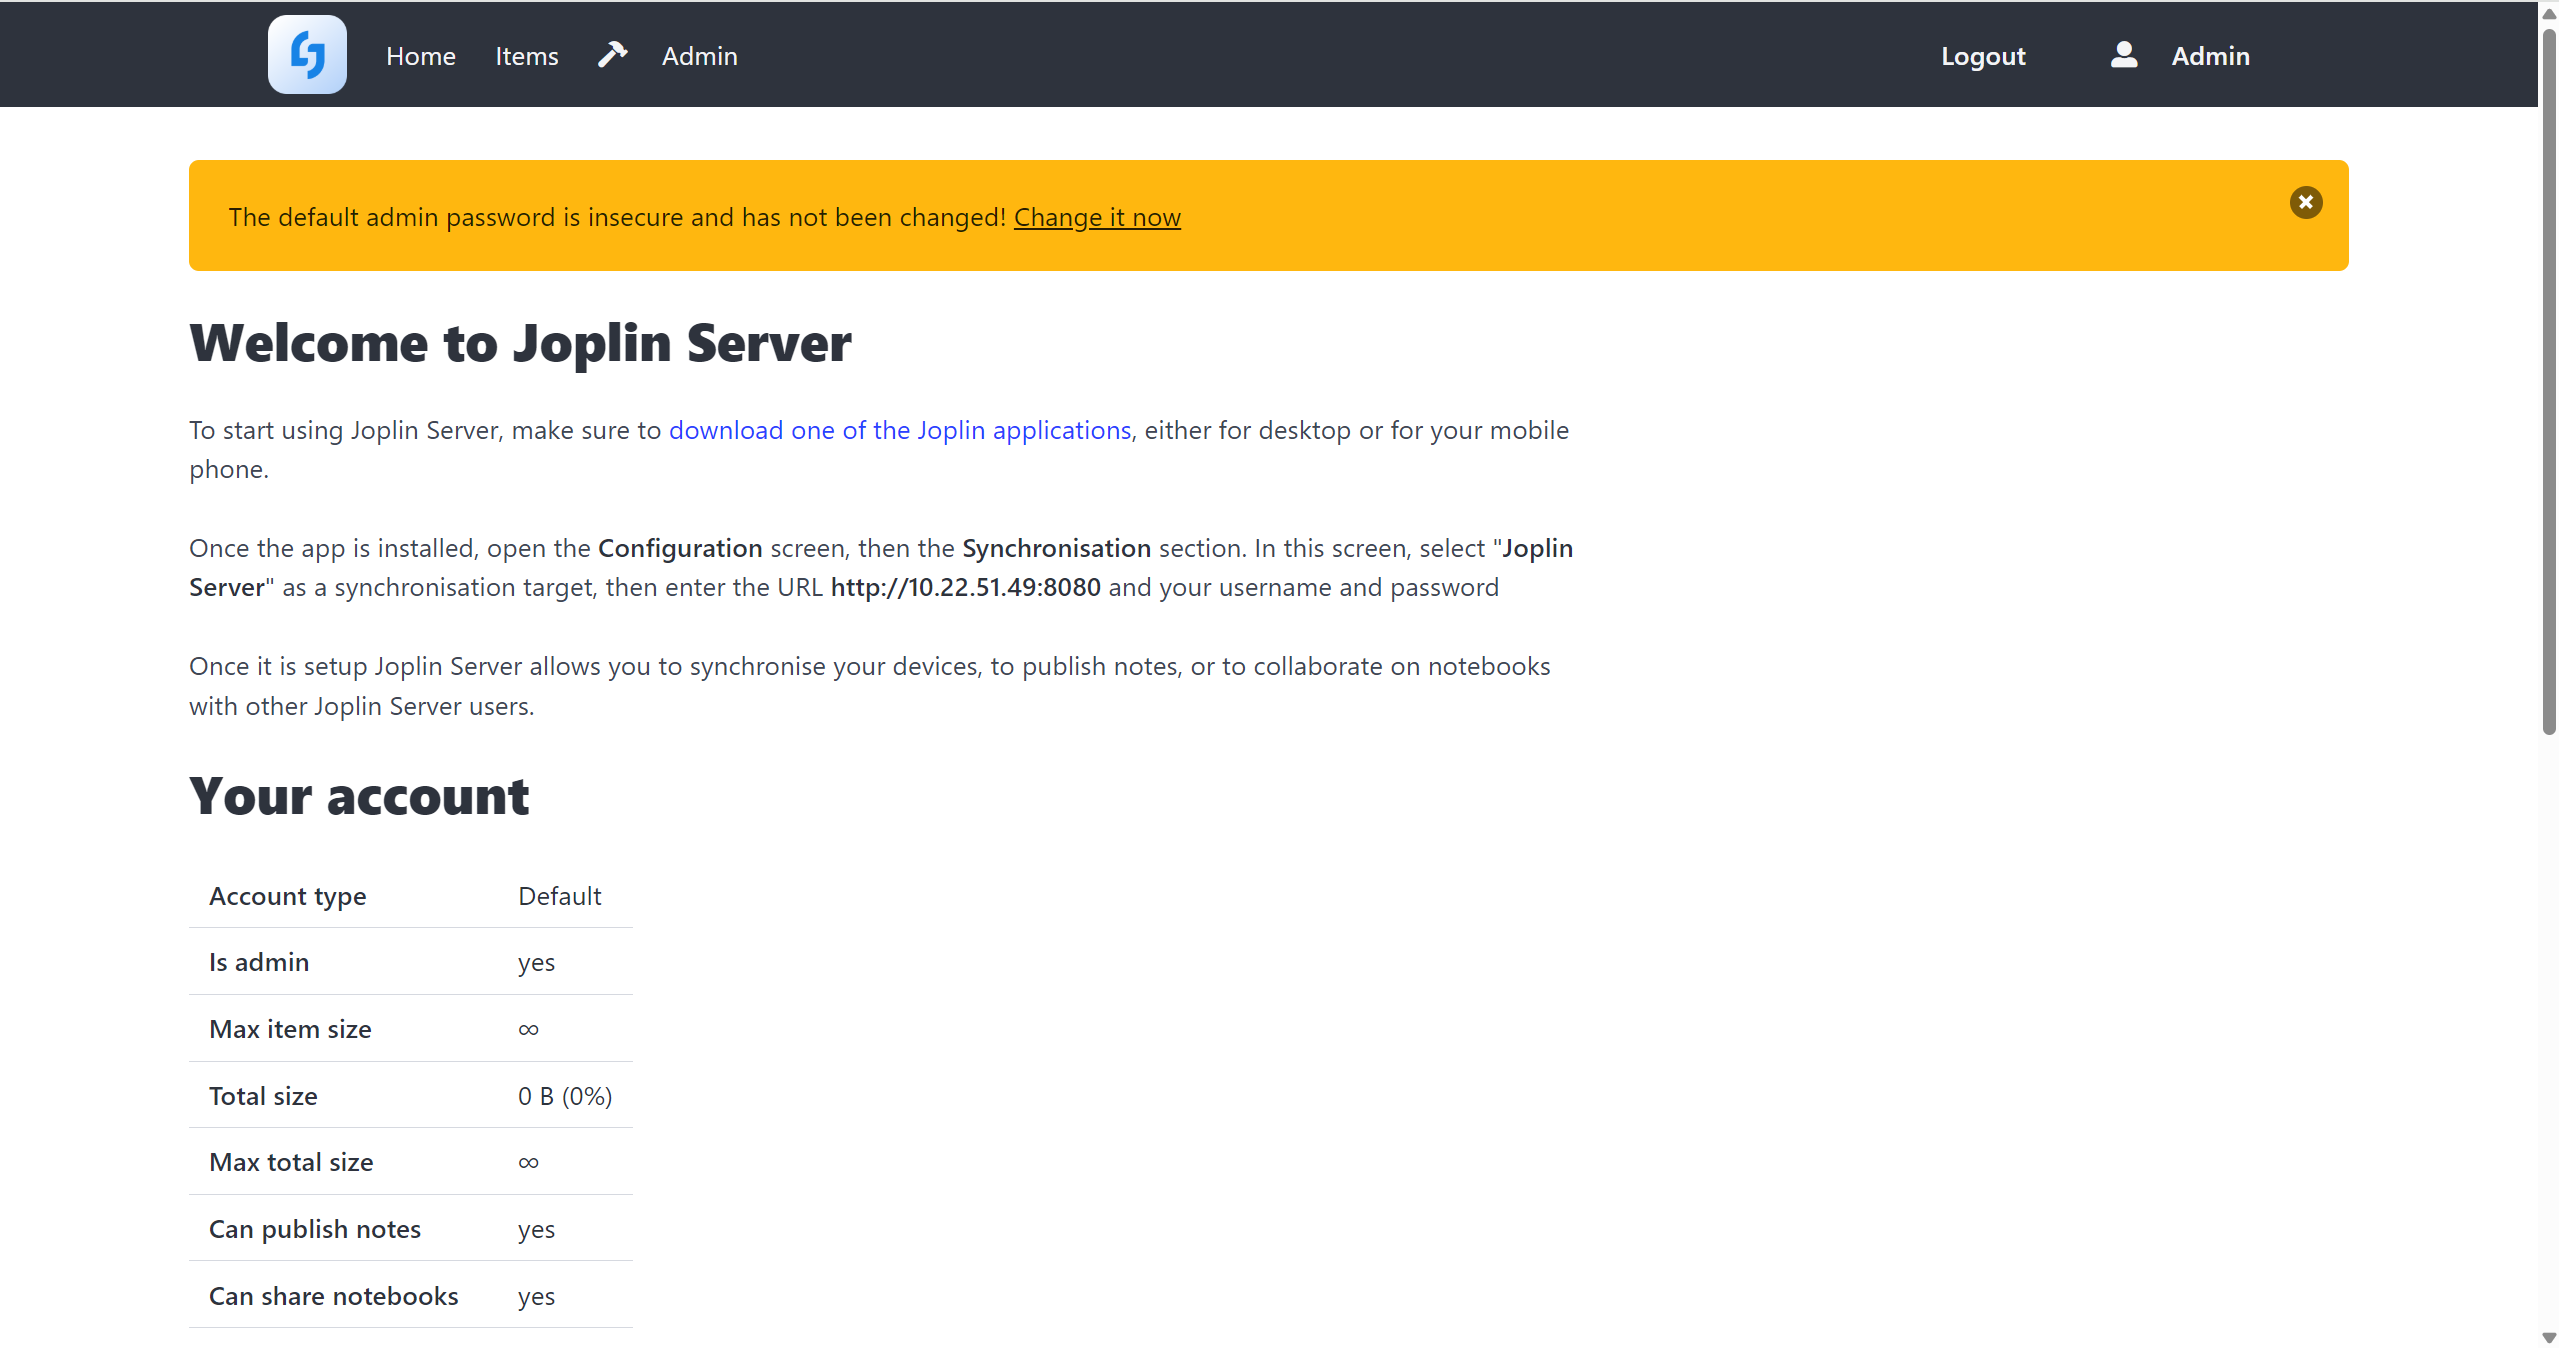 Home Items Admin Logout Admin
The default admin password is insecure and has not been changed! Change it now
Welcome to Joplin Server
To start using Joplin Server, make sure to download one of the Joplin applications, either for desktop or for your mobile
phone.
Once the app is installed, open the Configuration screen, then the Synchronisation section. In this screen, select "Joplin
Server" as a synchronisation target, then enter the URL http://10.22.51.49:8080 and your username and password
Once it is setup Joplin Server allows you to synchronise your devices, to publish notes, or to collaborate on notebooks
with other Joplin Server users.
Your account
Account type Default
Is admin yes
Max item size ∞
Total size 0 B (0%)
Max total size ∞
Can publish notes yes
Can share notebooks yes